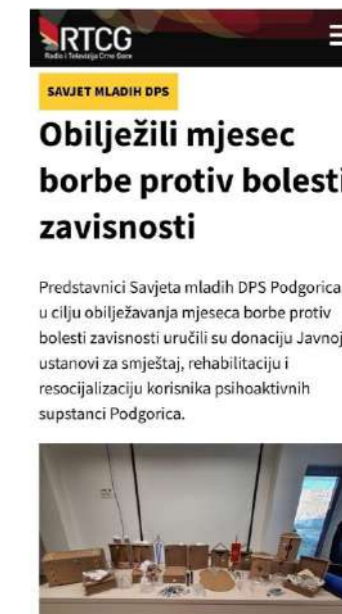 RTCG
Radio i Televizija Crne Gore
SAVJET MLADIH DPS
Obilježili mjesec
borbe protiv bolesti
zavisnosti
Predstavnici Savjeta mladih DPS Podgorica
u cilju obilježavanja mjeseca borbe protiv
bolesti zavisnosti uručili su donaciju Javnoj
ustanovi za smještaj, rehabilitaciju i
resocijalizaciju korisnika psihoaktivnih
supstanci Podgorica.